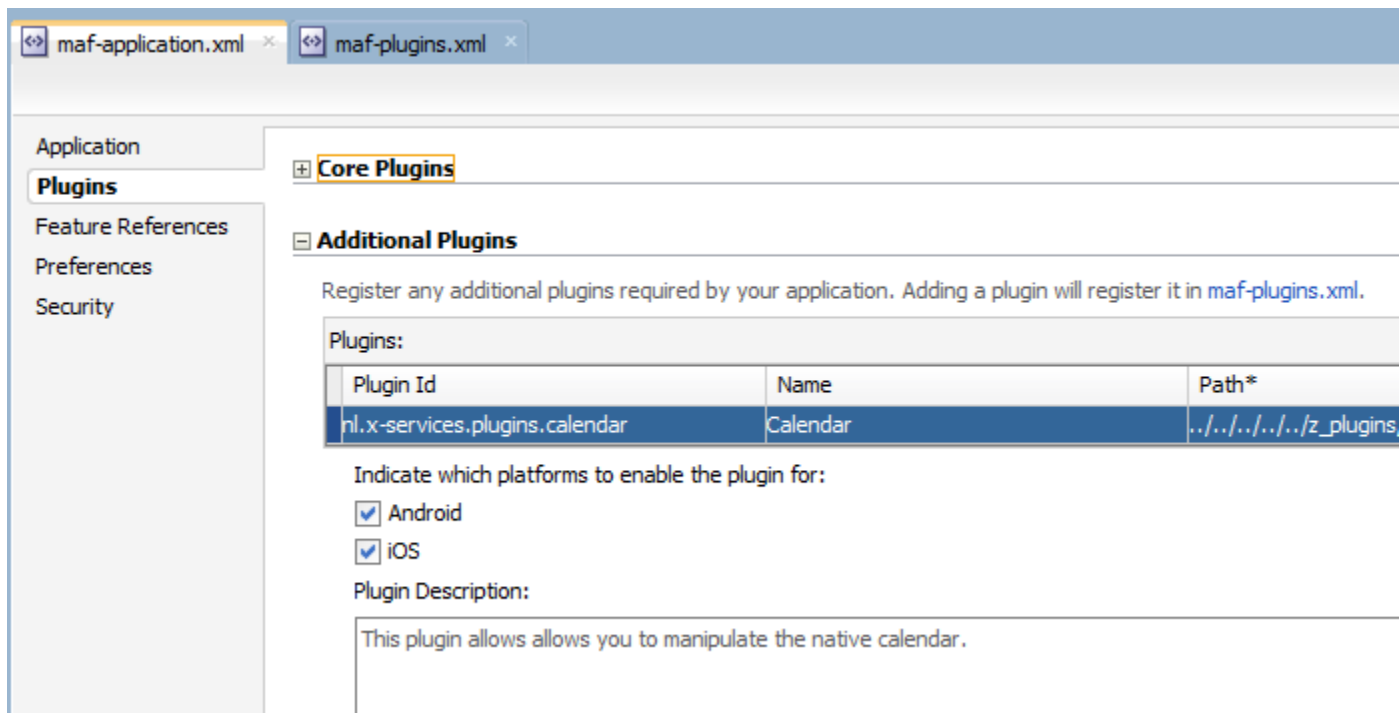 maf-application.xml maf-plugins.xml
Application
Plugins
Feature References
Preferences
Security
Core Plugins
Additional Plugins
Register any additional plugins required by your application. Adding a plugin will register it in maf-plugins.xml.
Plugins:
Plugin Id Name Path*
nl.x-services.plugins.calendar Calendar ../../../../../z_plugins/
Indicate which platforms to enable the plugin for:
Android
iOS
Plugin Description:
This plugin allows allows you to manipulate the native calendar.